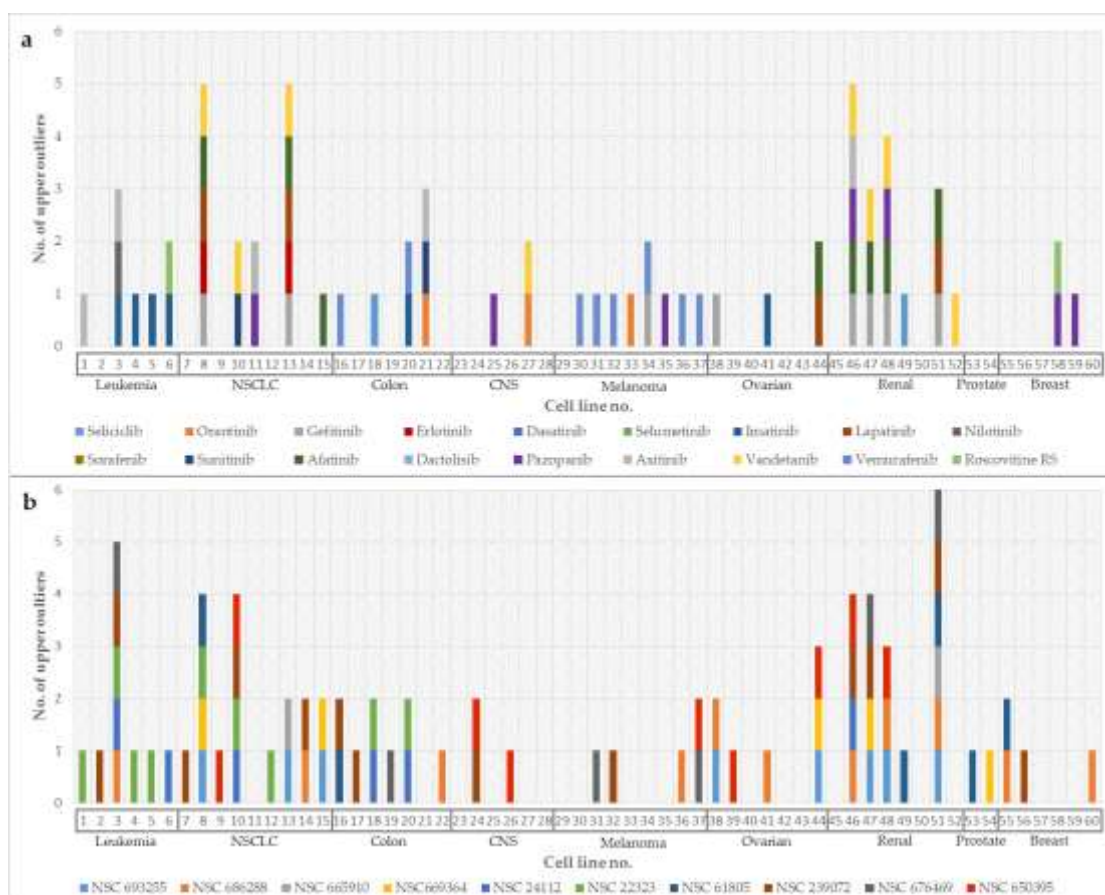 a
No. of upper outliers
6
5
4
3
2
1
0
1 2 3 4 5 6 7 8 9 10 11 12 13 14 15 16 17 18 19 20 21 22 23 24 25 26 27 28 29 30 31 32 33 34 35 36 37 38 39 40 41 42 43 44 45 46 47 48 49 50 51 52 53 54 55 56 57 58 59 60
Leukemia NSCLC Colon CNS Melanoma Ovarian Renal Prostate Breast
Cell line no.
Seliciclib Orantinib Gefitinib Erlotinib Dasatinib Selumetinib Imatinib Lapatinib Nilotinib
Sorafenib Sunitinib Afatinib Dactolisib Pazopanib Axitinib Vandetanib Vemurafenib Roscovitine RS
b
No. of upper outliers
6
5
4
3
2
1
0
1 2 3 4 5 6 7 8 9 10 11 12 13 14 15 16 17 18 19 20 21 22 23 24 25 26 27 28 29 30 31 32 33 34 35 36 37 38 39 40 41 42 43 44 45 46 47 48 49 50 51 52 53 54 55 56 57 58 59 60
Leukemia NSCLC Colon CNS Melanoma Ovarian Renal Prostate Breast
Cell line no.
NSC 693255 NSC 686288 NSC 665910 NSC669364 NSC 24112 NSC 22323 NSC 61805 NSC 239072 NSC 676469 NSC 650395